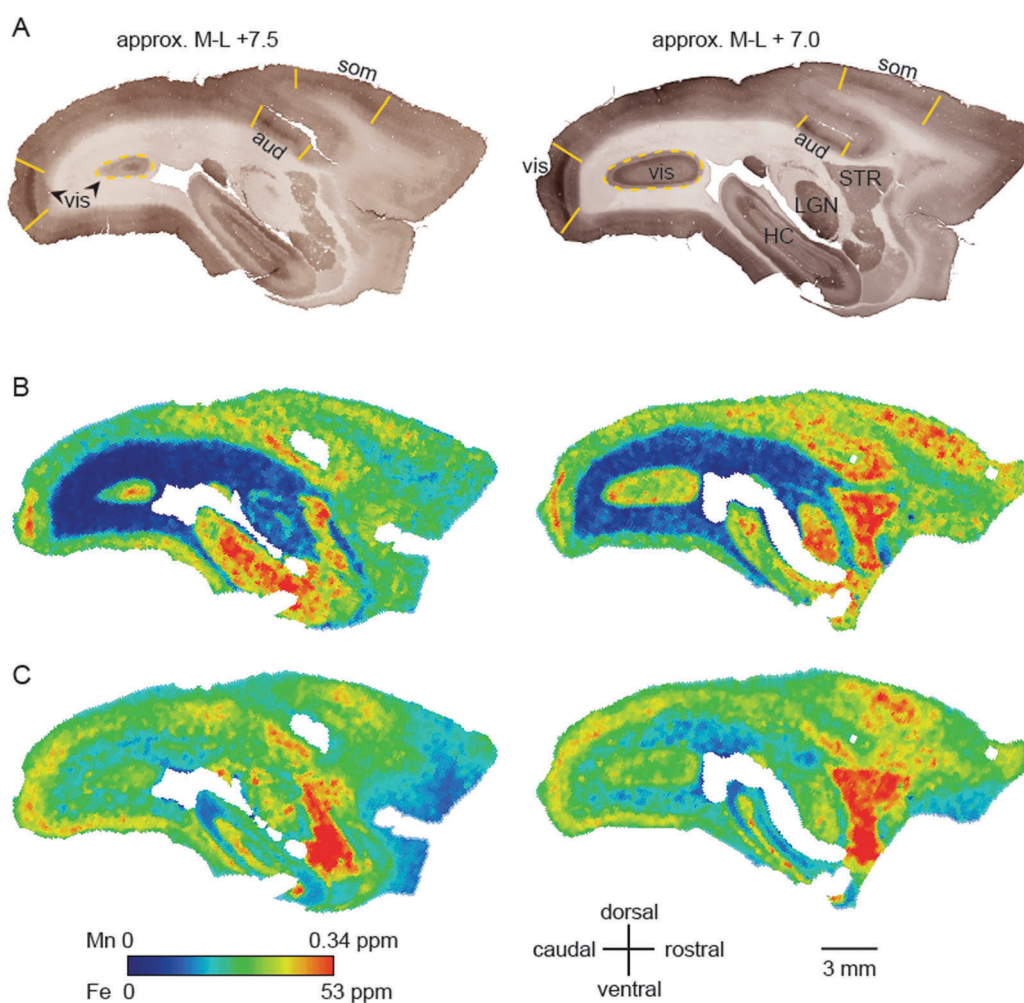 A
approx. M-L +7.5
approx. M-L + 7.0
som
som
aud
aud
vis
vis
vis
STR
LGN
HC
B
C
Mn 0 0.34 ppm
Fe 0 53 ppm
dorsal
caudal rostral
ventral
3 mm